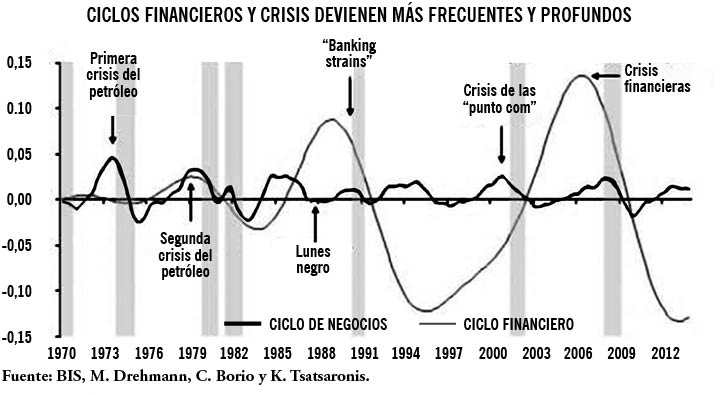 CICLOS FINANCIEROS Y CRISIS DEVIENEN MÁS FRECUENTES Y PROFUNDOS
0,15
0.10
0,05
0,00
-0,05
-0,10
-0,15
Primera
crisis del
petróleo
Segunda
crisis del
petróleo
"Banking
strains"
Lunes
negro
Crisis de las
"punto com"
Crisis
financieras
CICLO DE NEGOCIOS
CICLO FINANCIERO
1970 1973 1976 1979 1982 1985 1988 1991 1994 1997 2000 2003 2006 2009 2012
Fuente: BIS, M. Drehmann, C. Borio y K. Tsatsaronis.